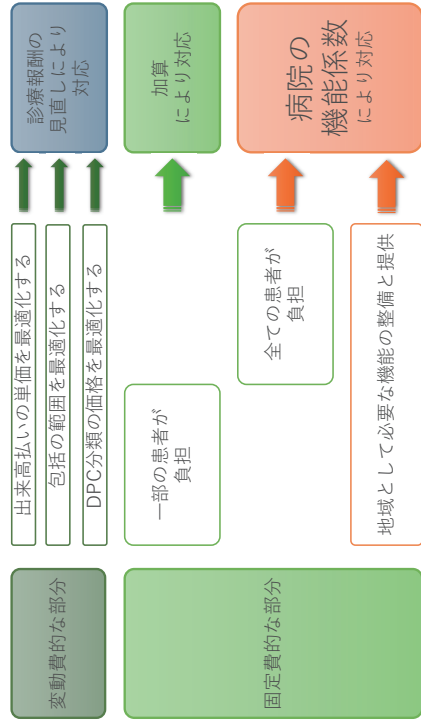 変動費的な部分
出来高払いの単価を最適化する
包括の範囲を最適化する
DPC分類の価格を最適化する
診療報酬の
見直しにより
対応
固定費的な部分
一部の患者が
負担
加算
により対応
全ての患者が
負担
地域として必要な機能の整備と提供
病院の
機能係数
により対応